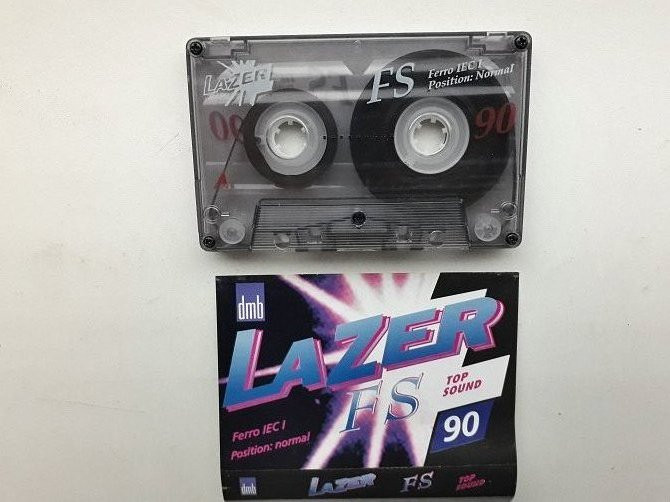 LAZER
FS
Ferro IEC I
Position: Normal
90
A
dmb
LAZER
FS
TOP
SOUND
90
Ferro IEC I
Position: normal
dmb
LAZER
FS
TOP
SOUND